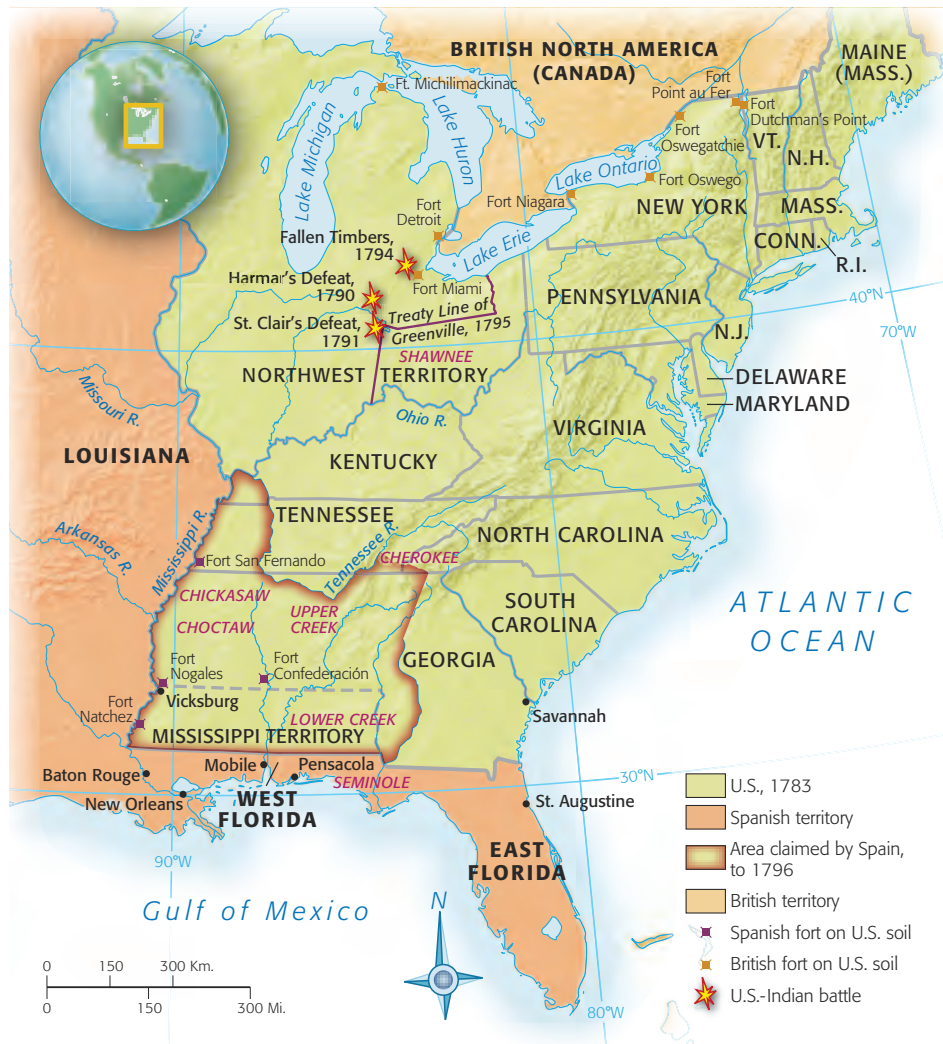 BRITISH NORTH AMERICA
(CANADA)
MAINE
(MASS.)
Ft. Michilimackinac
Fort
Point au Fer
Fort
Dutchman's Point
Fort
Oswegatchie
VT.
N.H.
Lake Michigan
Lake Huron
Lake Ontario
Fort Oswego
Fort Niagara
NEW YORK
MASS.
Fort
Detroit
CONN.
R.I.
Lake Erie
Fallen Timbers,
1794
Harmar's Defeat,
1790
Fort Miami
St. Clair's Defeat,
1791
Treaty Line of
Greenville, 1795
PENNSYLVANIA
40°N
70°W
N.J.
SHAWNEE
NORTHWEST TERRITORY
DELAWARE
MARYLAND
Missouri R.
Ohio R.
VIRGINIA
LOUISIANA
KENTUCKY
TENNESSEE
Mississippi R.
Arkansas R.
Tennessee R.
NORTH CAROLINA
CHEROKEE
Fort San Fernando
CHICKASAW
CHOCTAW
UPPER
CREEK
SOUTH
CAROLINA
ATLANTIC
OCEAN
GEORGIA
Fort
Nogales
Fort
Confederación
Vicksburg
Fort
Natchez
LOWER CREEK
MISSISSIPPI TERRITORY
Savannah
Baton Rouge
Mobile
Pensacola
SEMINOLE
30°N
New Orleans
WEST
FLORIDA
St. Augustine
EAST
FLORIDA
90°W
Gulf of Mexico
N
80°W
0 150 300 Km.
0 150 300 Mi.
U.S., 1783
Spanish territory
Area claimed by Spain,
to 1796
British territory
Spanish fort on U.S. soil
British fort on U.S. soil
U.S.-Indian battle